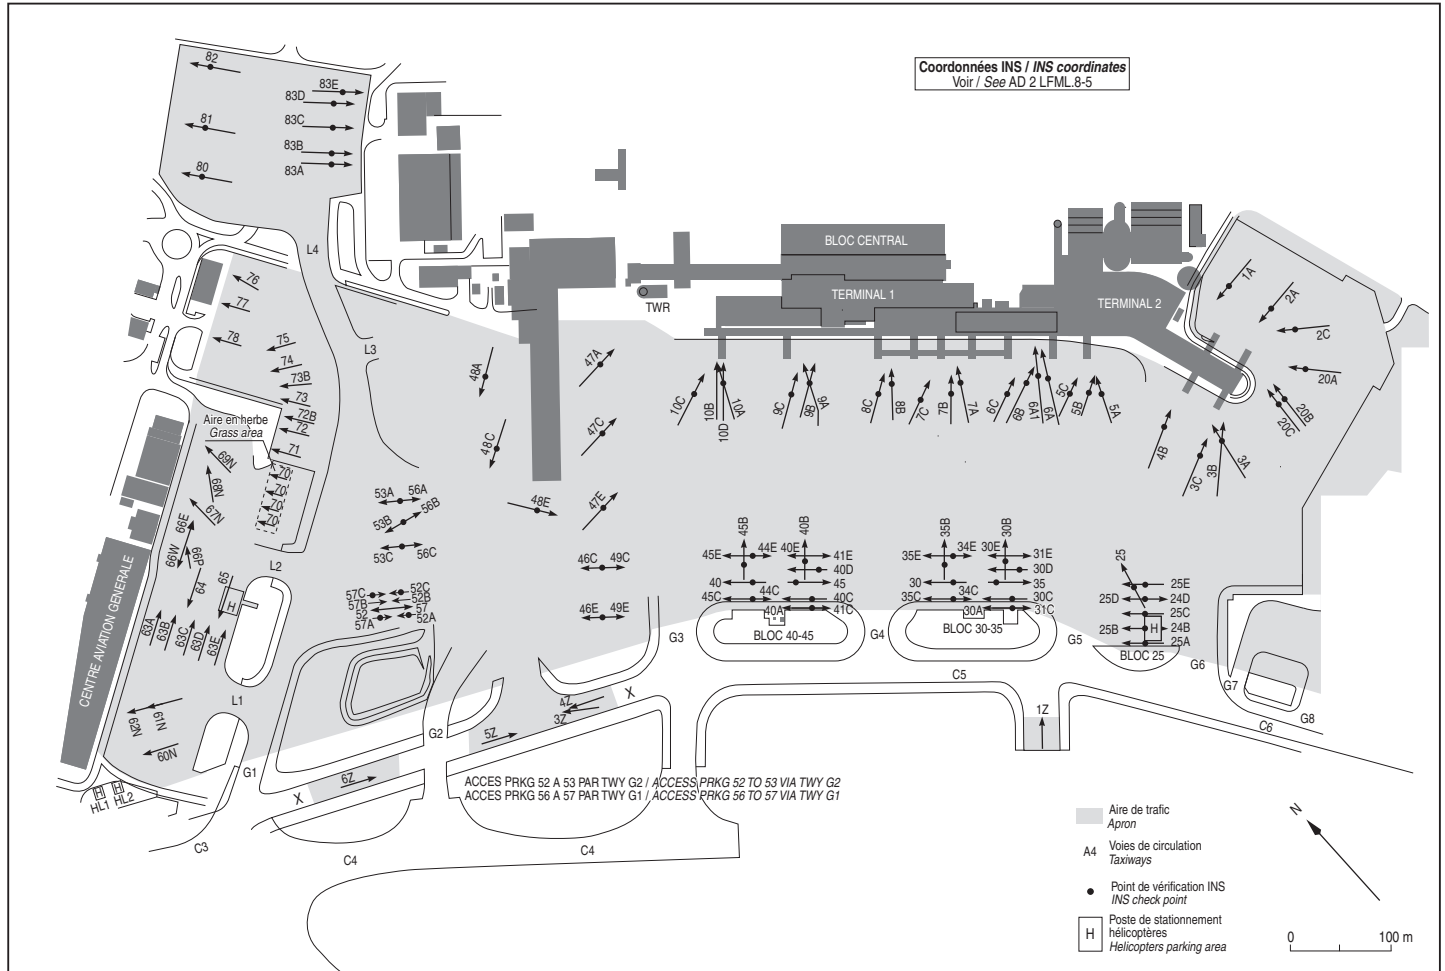 Coordonnées INS / INS coordinates
Voir / See AD 2 LFML.8-5
82
83E
83D
81
83C
83B
80
83A
L4
BLOC CENTRAL
TERMINAL 1
TERMINAL 2
TWR
1A
2A
2C
20A
20B
20C
76
77
78
75
74
73B
73
72B
72
71
70
70
70
70
L3
Aire en herbe
Grass area
69N
68N
67N
66E
66W
66P
64
65
H
L2
48A
48C
48E
47A
47C
47E
10C
10B
10D
10A
9C
9B
9A
8C
8B
7C
7B
7A
6C
6B
6A1
6A
5C
5B
5A
4B
3C
3B
3A
53A
56A
53B
56B
53C
56C
57C
52C
57B
52B
52
57
57A
52A
46C
49C
46E
49E
45B
40B
45E
44E
40E
41E
40D
40
45
45C
44C
40C
40A
41C
BLOC 40-45
35B
30B
35E
34E
30E
31E
30D
30
35
35C
34C
30C
30A
31C
BLOC 30-35
25
25E
25D
24D
25C
25B
H
24B
25A
BLOC 25
CENTRE AVIATION GENERALE
63A
63B
63C
63D
63E
62N
61N
60N
L1
HL1
HL2
H
H
G1
G2
G3
G4
G5
G6
G7
G8
C3
C4
C4
C5
C6
X
X
4Z
3Z
5Z
6Z
1Z
ACCES PRKG 52 A 53 PAR TWY G2 / ACCESS PRKG 52 TO 53 VIA TWY G2
ACCES PRKG 56 A 57 PAR TWY G1 / ACCESS PRKG 56 TO 57 VIA TWY G1
Aire de trafic
Apron
A4
Voies de circulation
Taxiways
Point de vérification INS
INS check point
H
Poste de stationnement
hélicoptères
Helicopters parking area
N
0
100 m